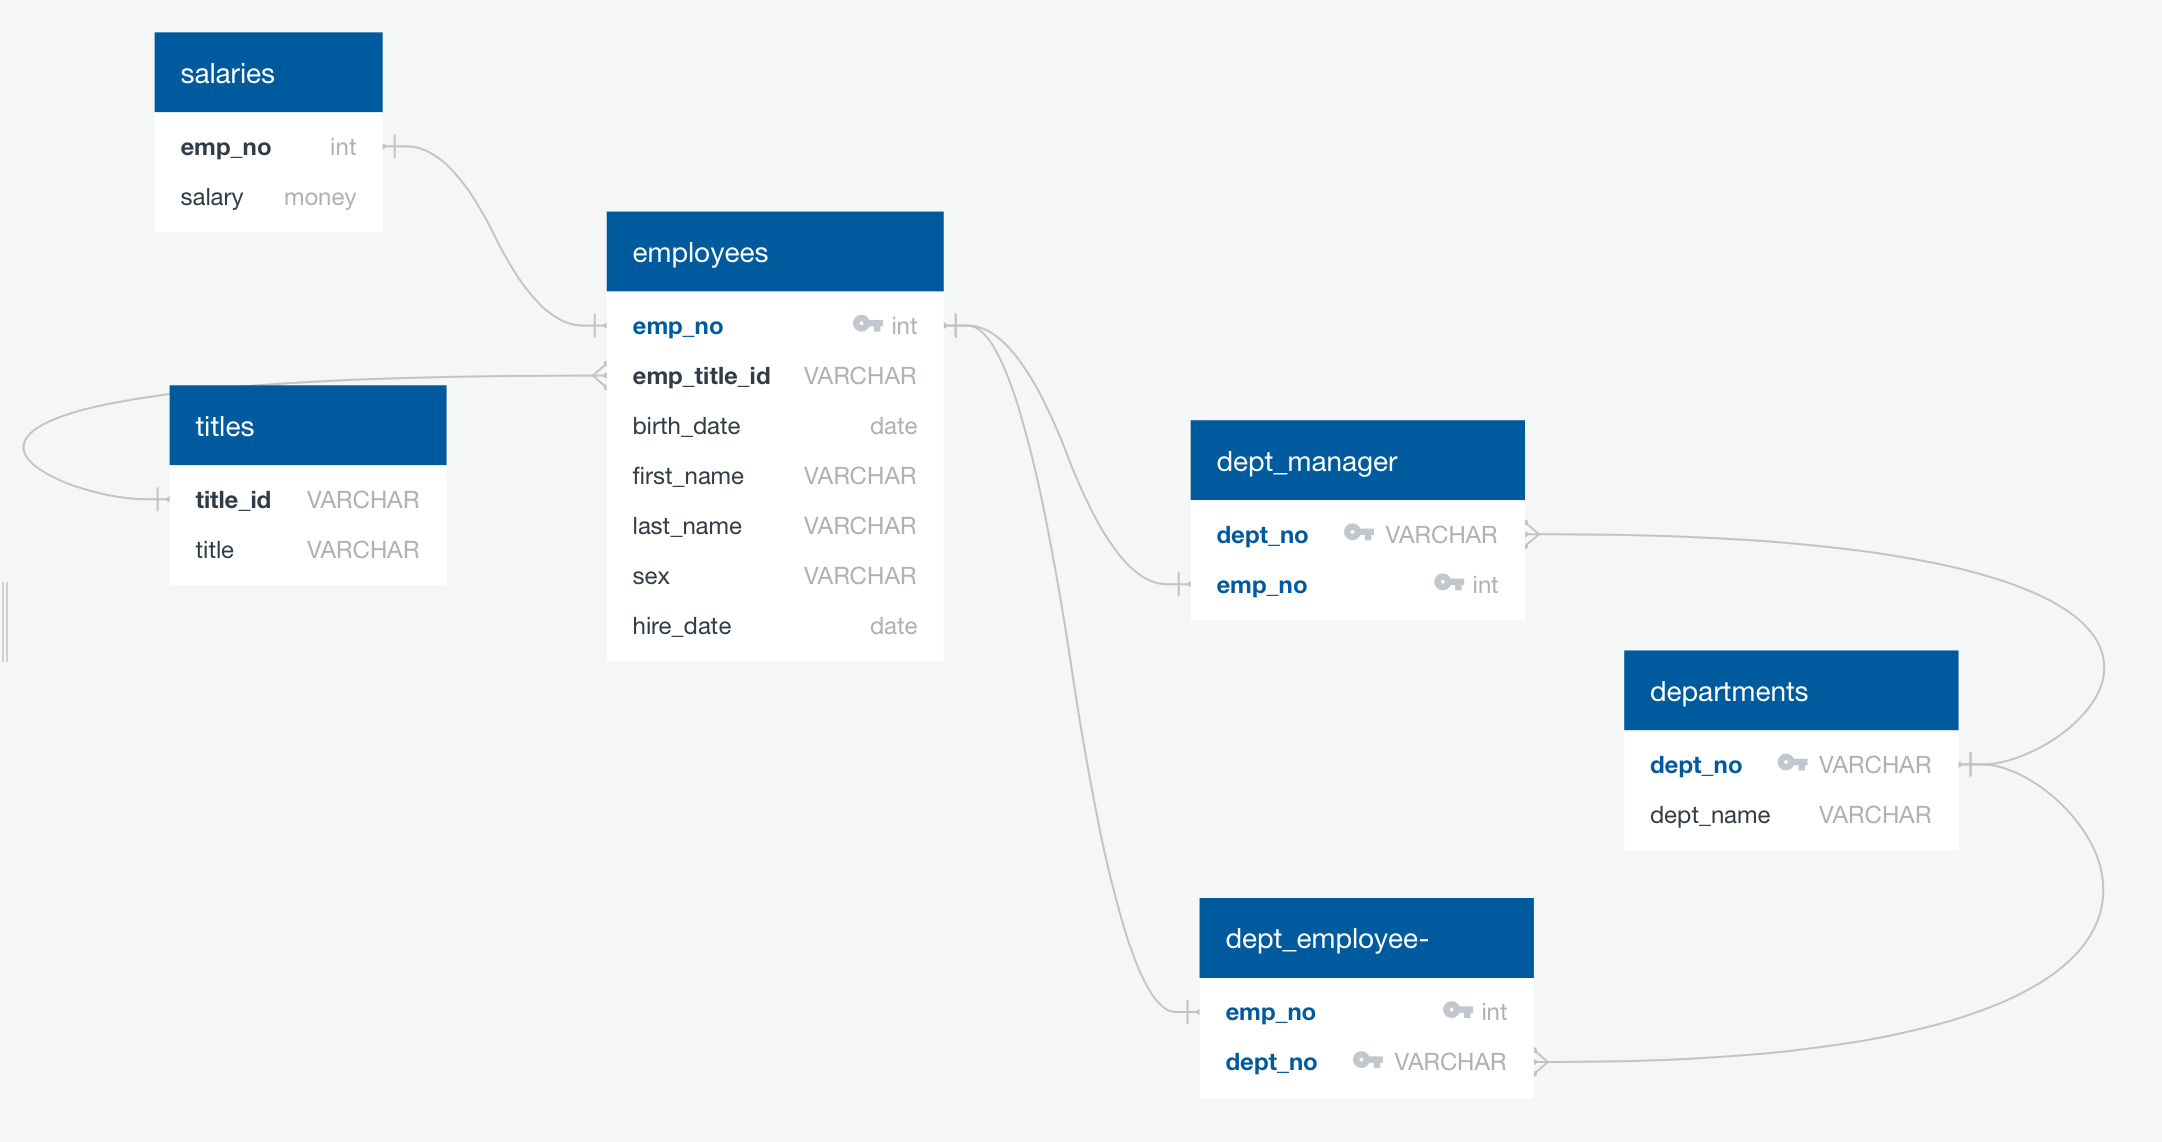 salaries
emp_no int
salary money
employees
emp_no int
emp_title_id VARCHAR
birth_date date
first_name VARCHAR
last_name VARCHAR
sex VARCHAR
hire_date date
titles
title_id VARCHAR
title VARCHAR
dept_manager
dept_no VARCHAR
emp_no int
departments
dept_no VARCHAR
dept_name VARCHAR
dept_employee-
emp_no int
dept_no VARCHAR